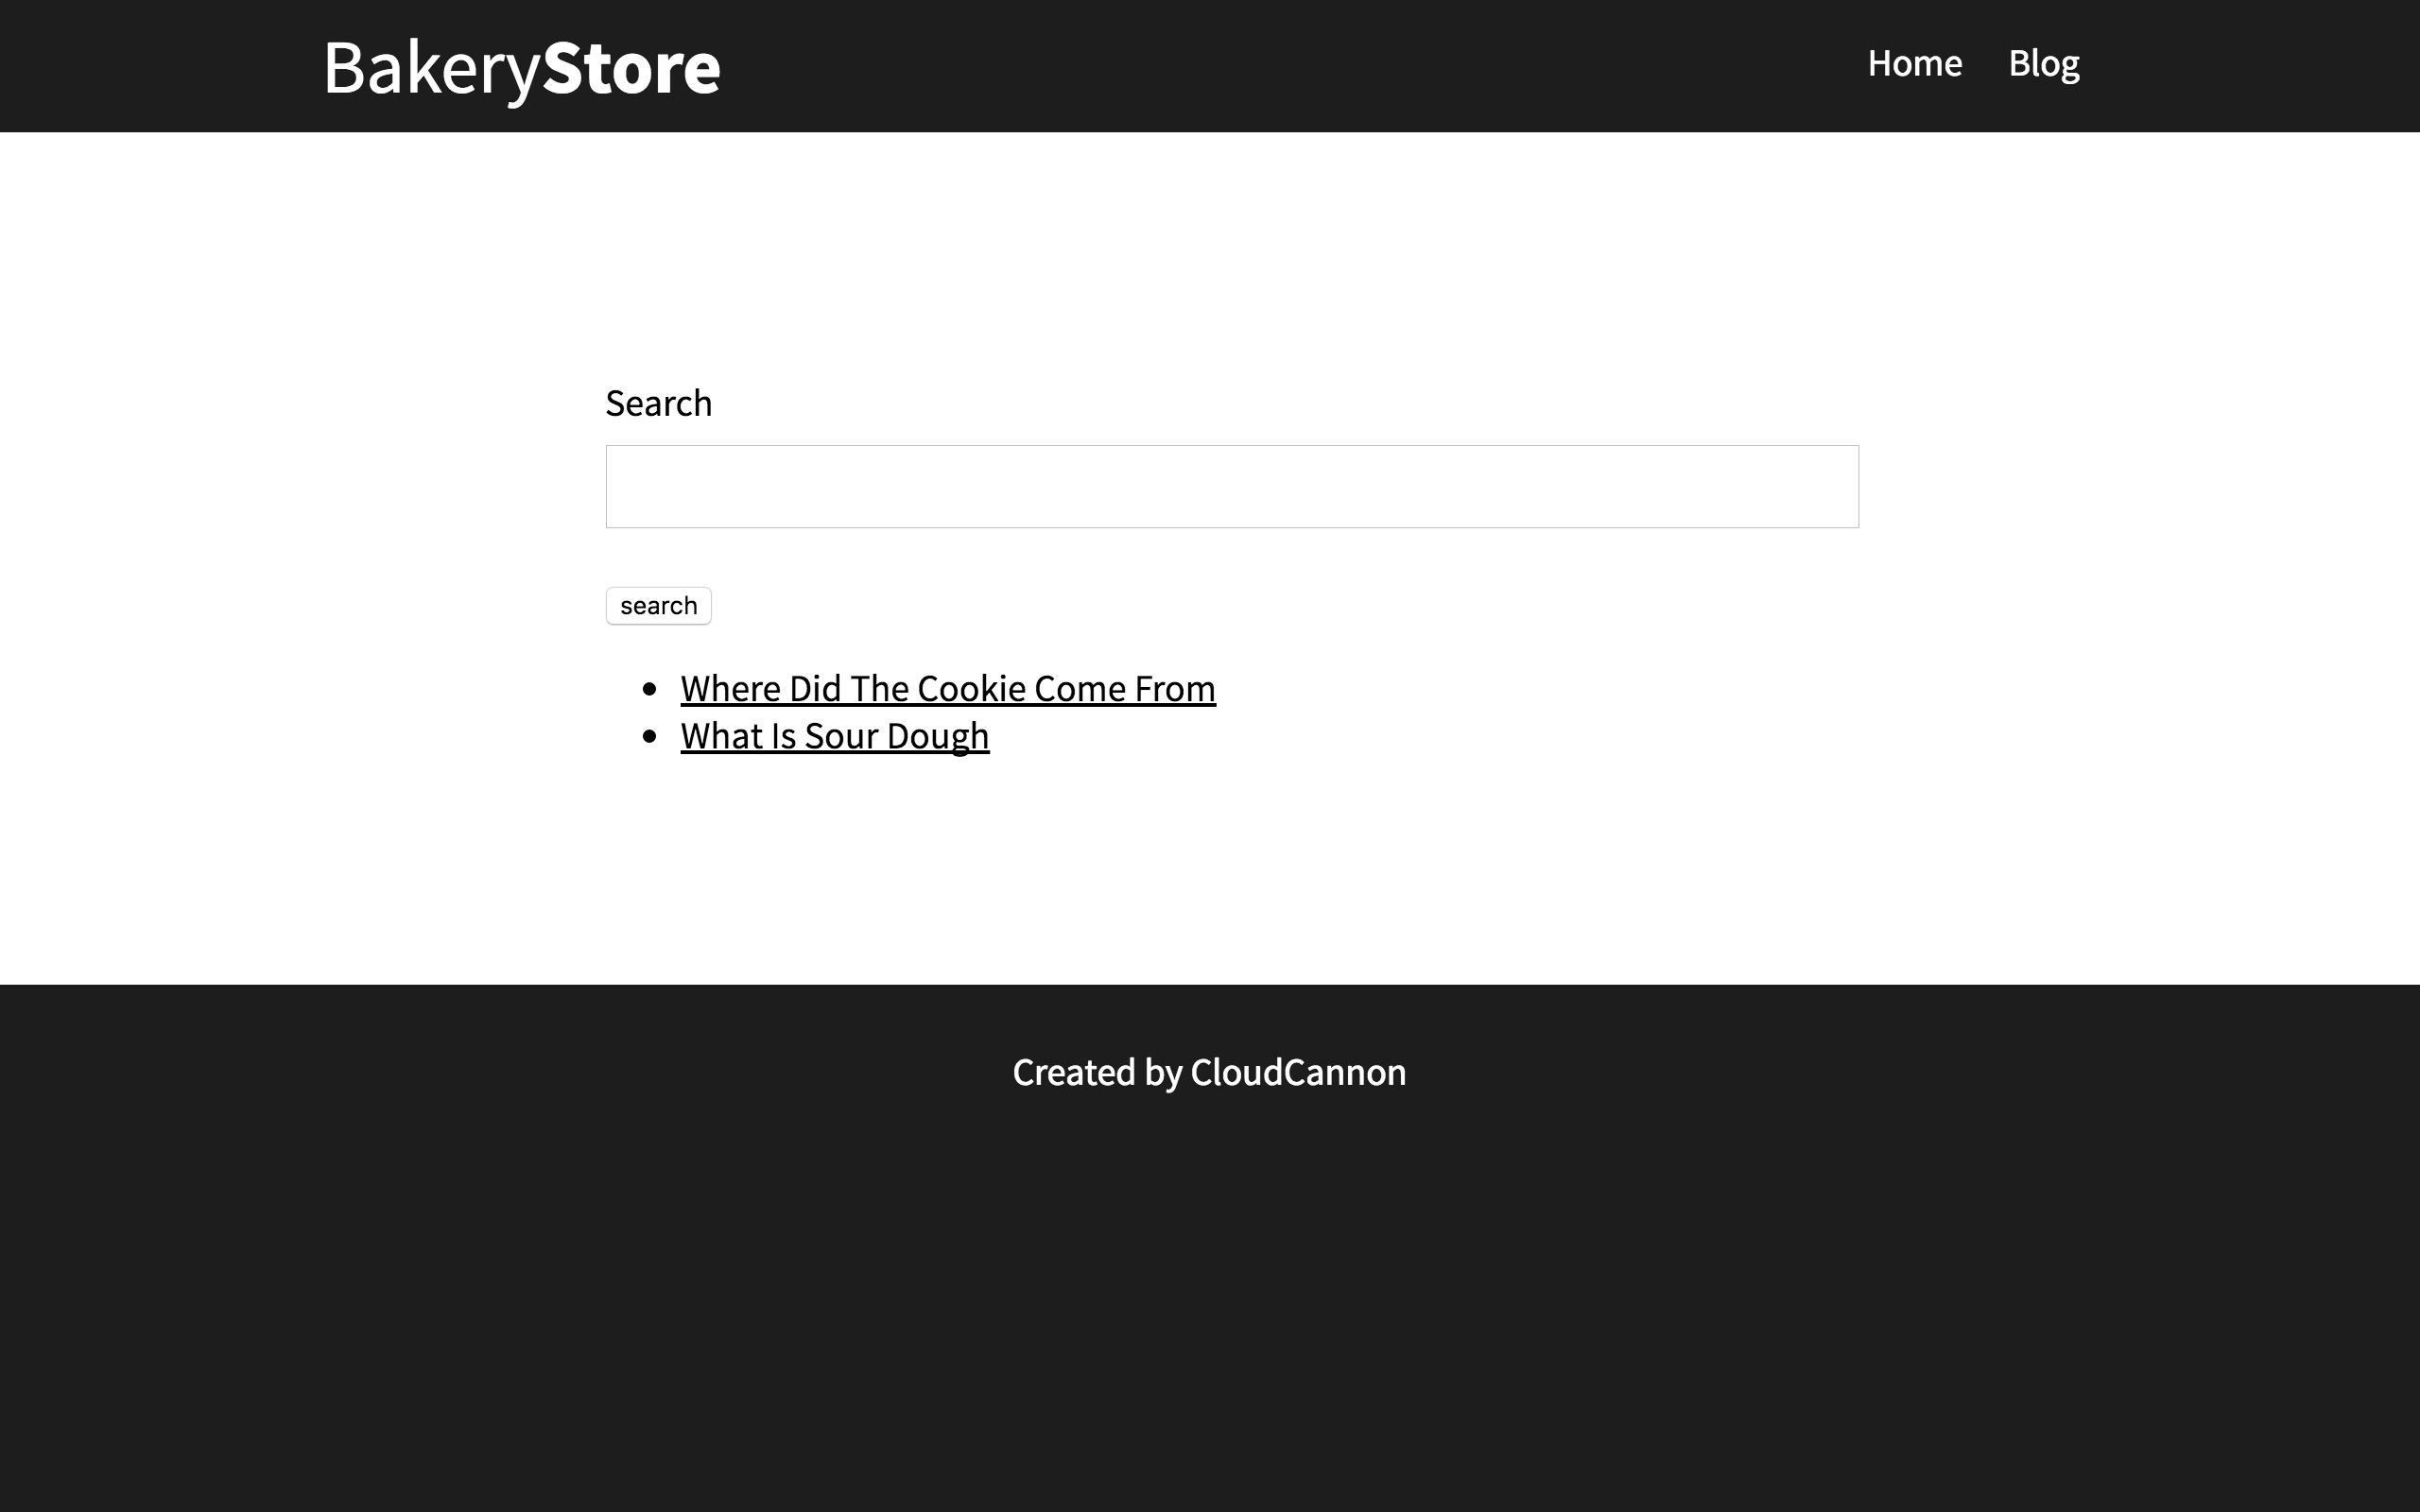 BakeryStore
Home Blog
Search
search
Where Did The Cookie Come From
What Is Sour Dough
Created by CloudCannon